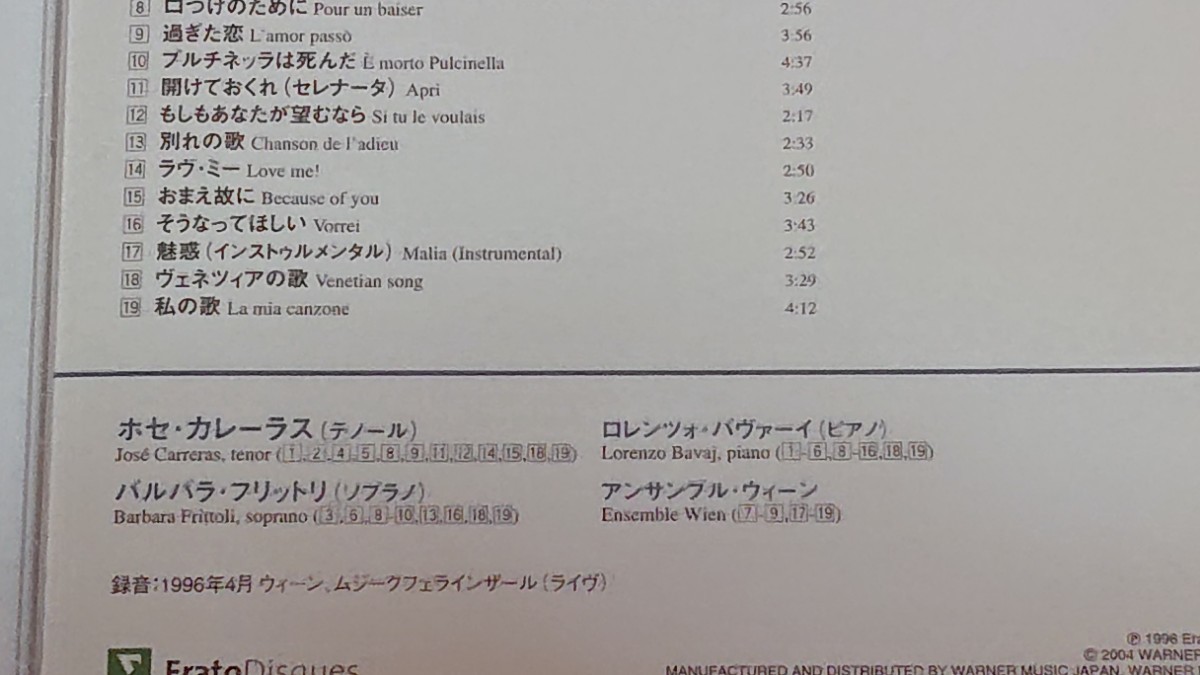 8 口づけのために Pour un baiser 2:56
9 過ぎた恋 L'amor passò 3:56
10 プルチネッラは死んだ È morto Pulcinella 4:37
11 開けておくれ(セレナータ) Apri 3:49
12 もしもあなたが望むなら Si tu le voulais 2:17
13 別れの歌 Chanson de l'adieu 2:33
14 ラヴ・ミー Love me! 2:50
15 おまえ故に Because of you 3:26
16 そうなってほしい Vorrei 3:43
17 魅惑(インストゥルメンタル) Malia (Instrumental) 2:52
18 ヴェネツィアの歌 Venetian song 3:29
19 私の歌 La mia canzone 4:12
ホセ・カレーラス(テノール)
José Carreras, tenor (1-2,4-5,8,9,11,12,14,15,18,19)
バルバラ・フリットリ(ソプラノ)
Barbara Frittoli, soprano (3,6,8-10,13,16,18,19)
ロレンツォ・バヴァーイ(ピアノ)
Lorenzo Bavaj, piano (1-6,8-16,18,19)
アンサンブル・ウィーン
Ensemble Wien (7-9,17-19)
録音:1996年4月 ウィーン、ムジークフェラインザール(ライヴ)
Erato Disques
℗ 1996
© 2004 WARNER
MANUFACTURED AND DISTRIBUTED BY WARNER MUSIC JAPAN, WARNER